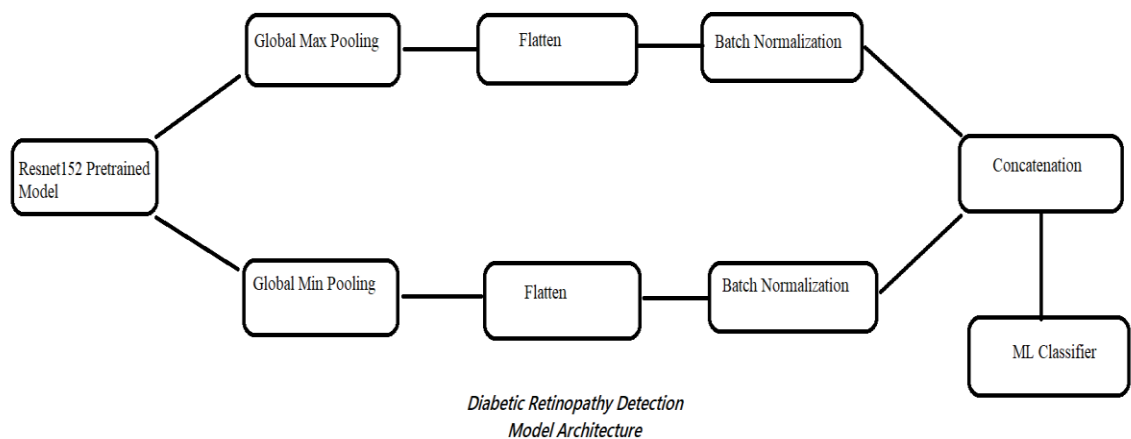 Global Max Pooling
Flatten
Batch Normalization
Resnet152 Pretrained
Model
Concatenation
Global Min Pooling
Flatten
Batch Normalization
ML Classifier
Diabetic Retinopathy Detection
Model Architecture